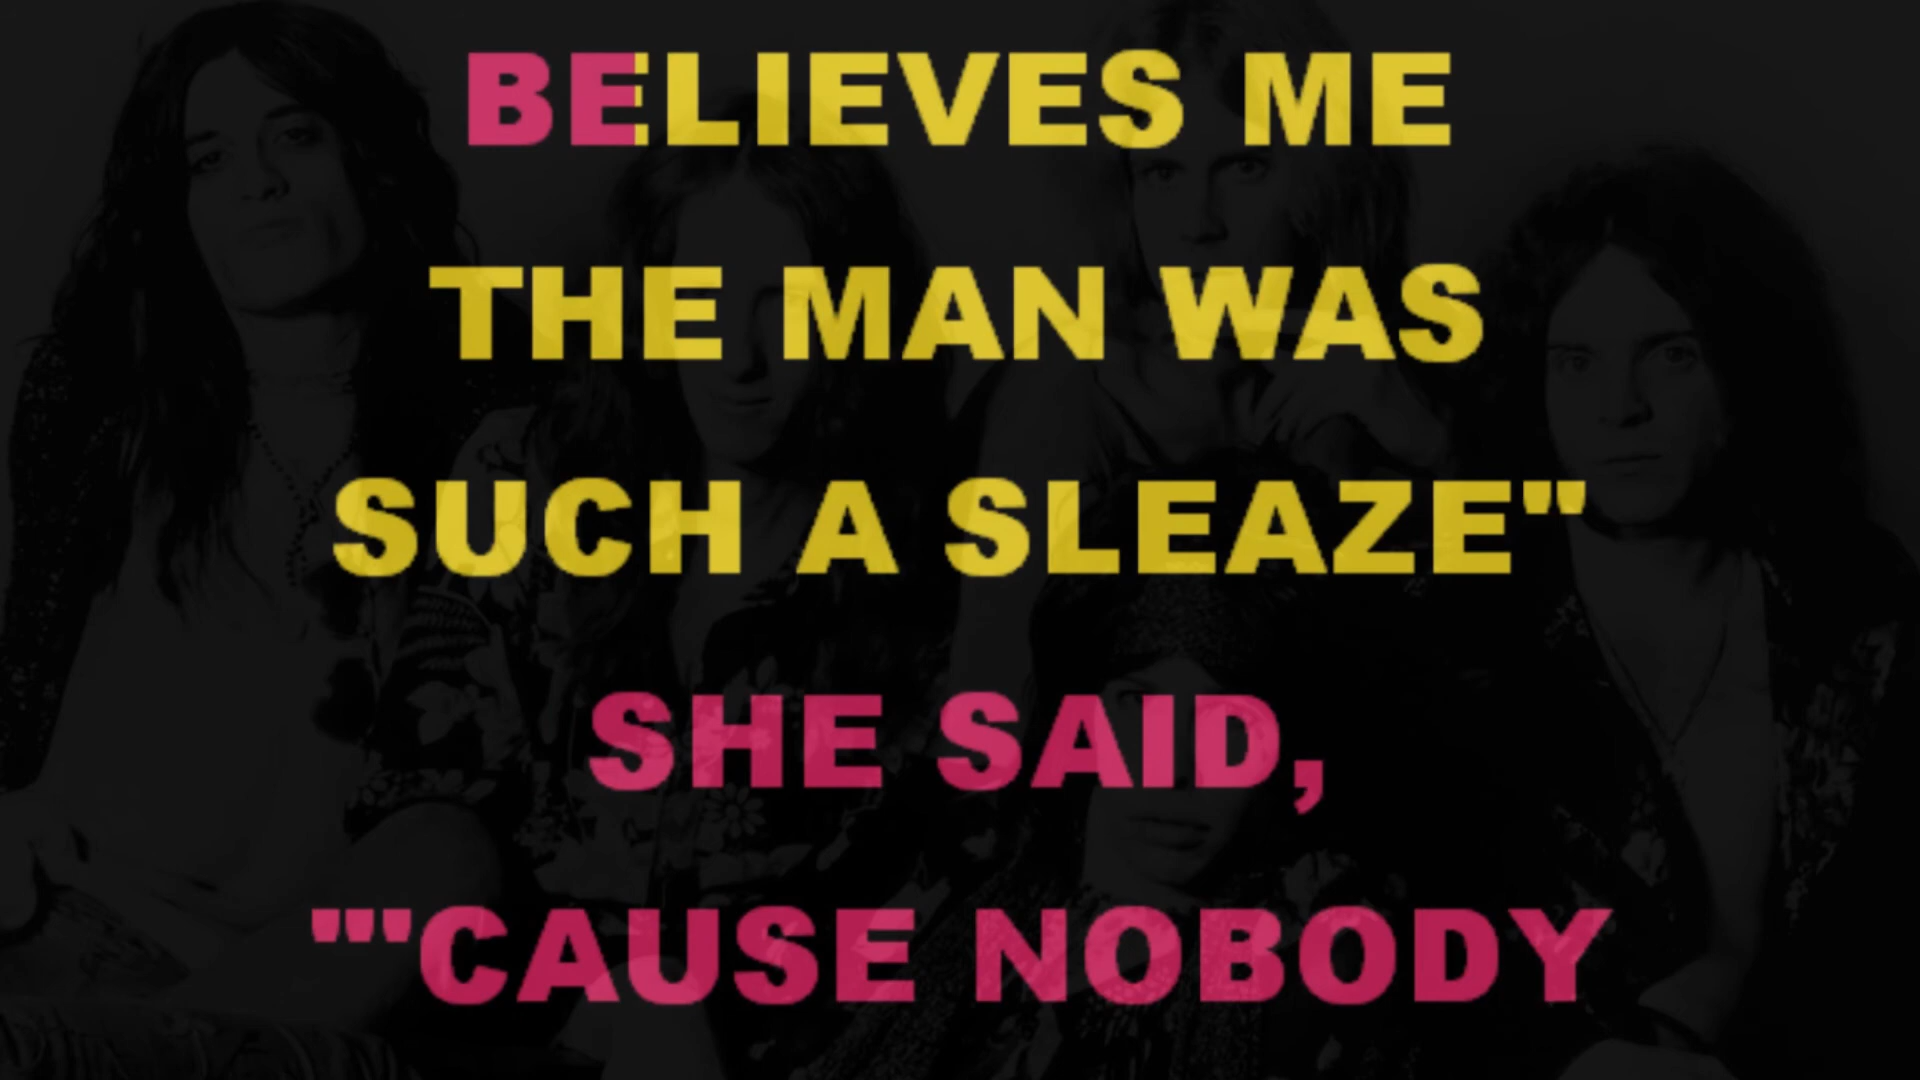 BELIEVES ME
THE MAN WAS
SUCH A SLEAZE"
SHE SAID,
"'CAUSE NOBODY